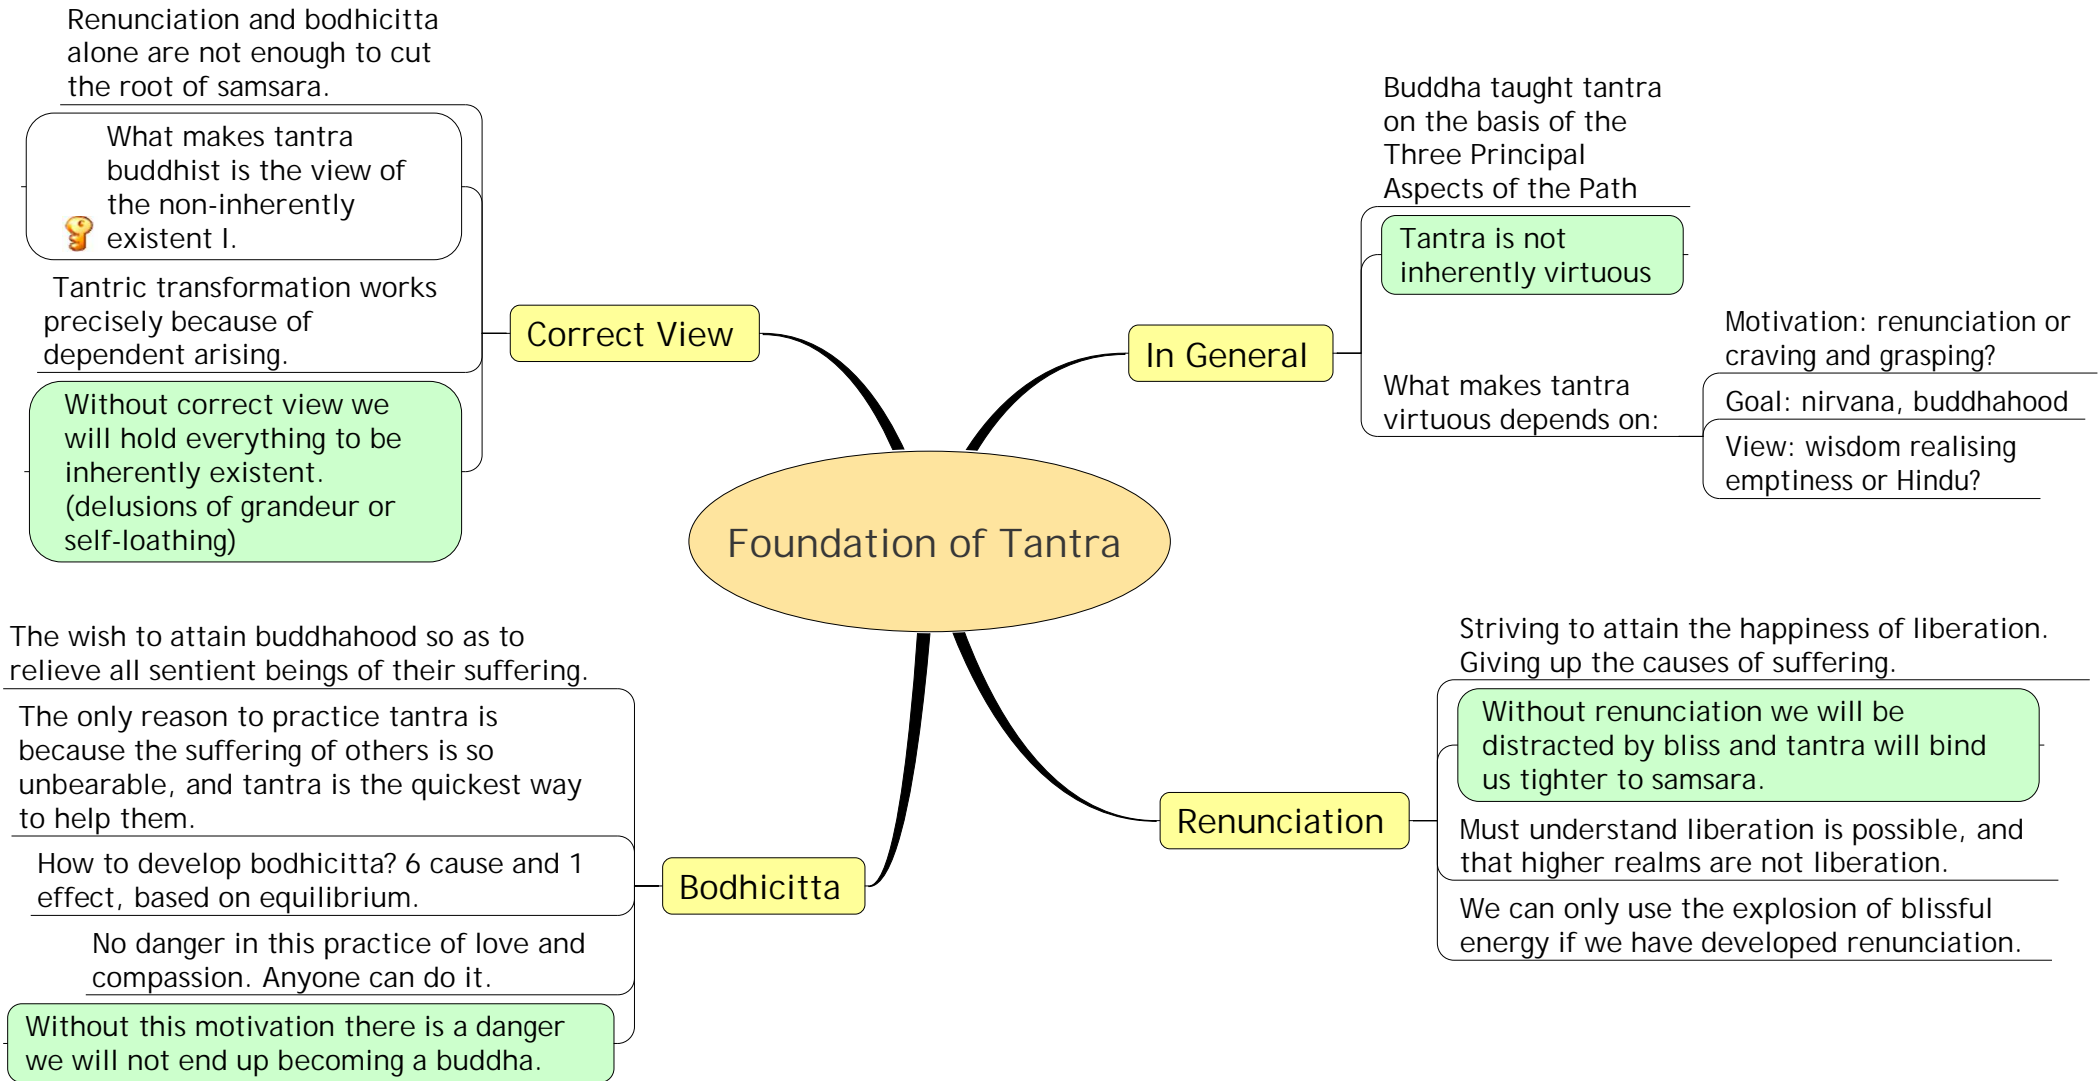 Foundation of Tantra
In General
Buddha taught tantra
on the basis of the
Three Principal
Aspects of the Path
Tantra is not
inherently virtuous
What makes tantra
virtuous depends on:
Motivation: renunciation or
craving and grasping?
Goal: nirvana, buddhahood
View: wisdom realising
emptiness or Hindu?
Renunciation
Striving to attain the happiness of liberation.
Giving up the causes of suffering.
Without renunciation we will be
distracted by bliss and tantra will bind
us tighter to samsara.
Must understand liberation is possible, and
that higher realms are not liberation.
We can only use the explosion of blissful
energy if we have developed renunciation.
Bodhicitta
The wish to attain buddhahood so as to
relieve all sentient beings of their suffering.
The only reason to practice tantra is
because the suffering of others is so
unbearable, and tantra is the quickest way
to help them.
How to develop bodhicitta? 6 cause and 1
effect, based on equilibrium.
No danger in this practice of love and
compassion. Anyone can do it.
Without this motivation there is a danger
we will not end up becoming a buddha.
Correct View
Renunciation and bodhicitta
alone are not enough to cut
the root of samsara.
What makes tantra
buddhist is the view of
the non-inherently
existent I.
Tantric transformation works
precisely because of
dependent arising.
Without correct view we
will hold everything to be
inherently existent.
(delusions of grandeur or
self-loathing)